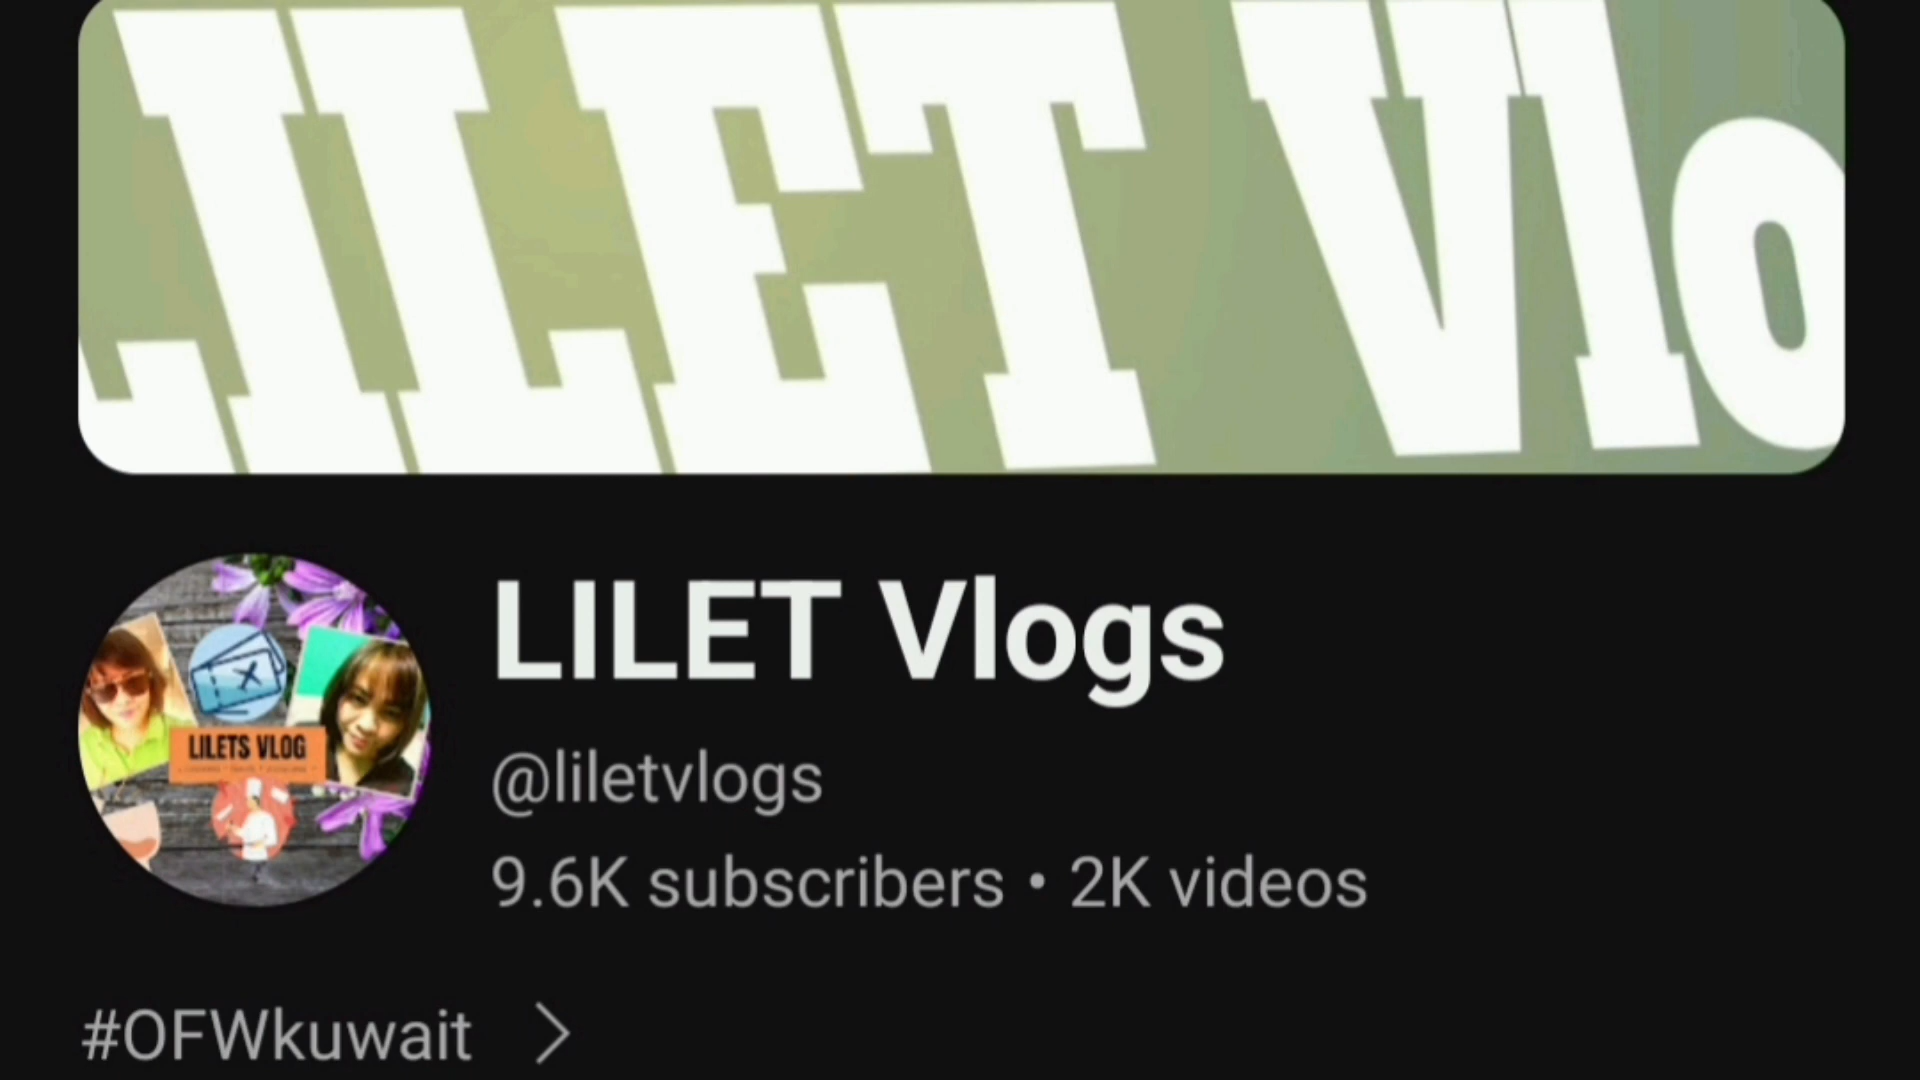 LILET Vlo
LILET Vlogs
LILETS VLOG
@liletvlogs
9.6K subscribers • 2K videos
#OFWkuwait